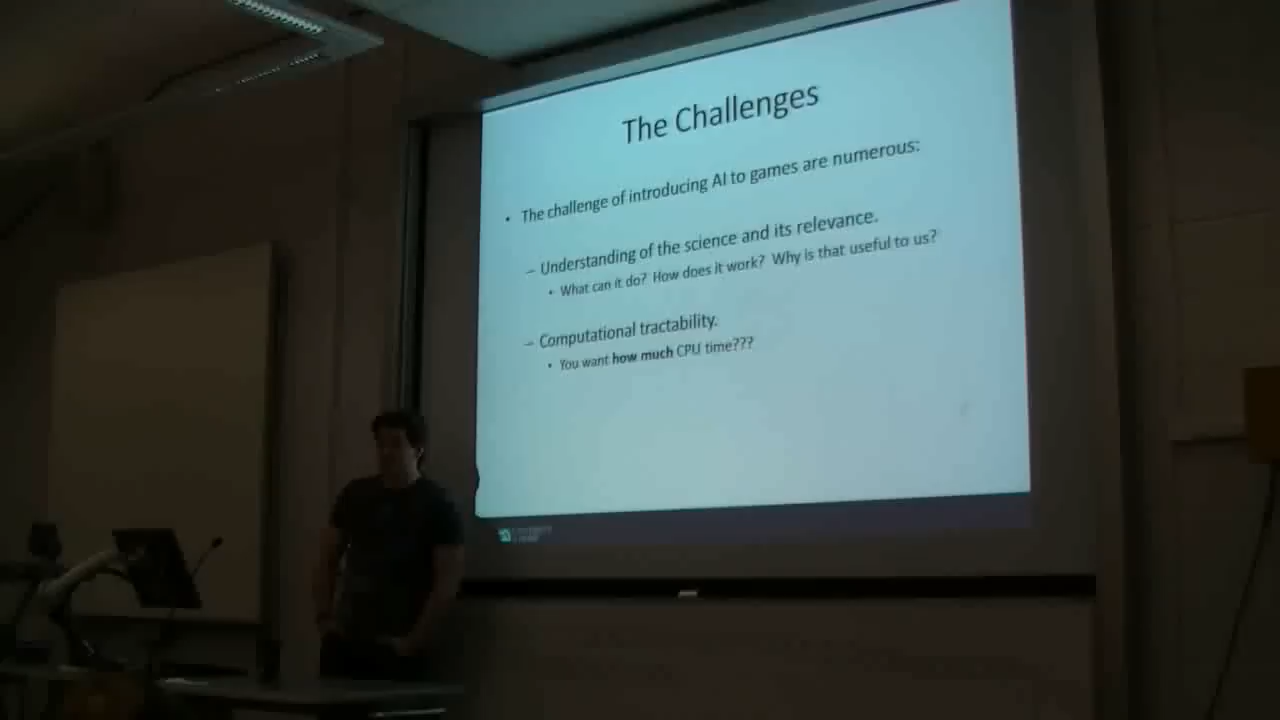 The Challenges
• The challenge of introducing AI to games are numerous:
– Understanding of the science and its relevance.
• What can it do? How does it work? Why is that useful to us?
– Computational tractability.
• You want how much CPU time???